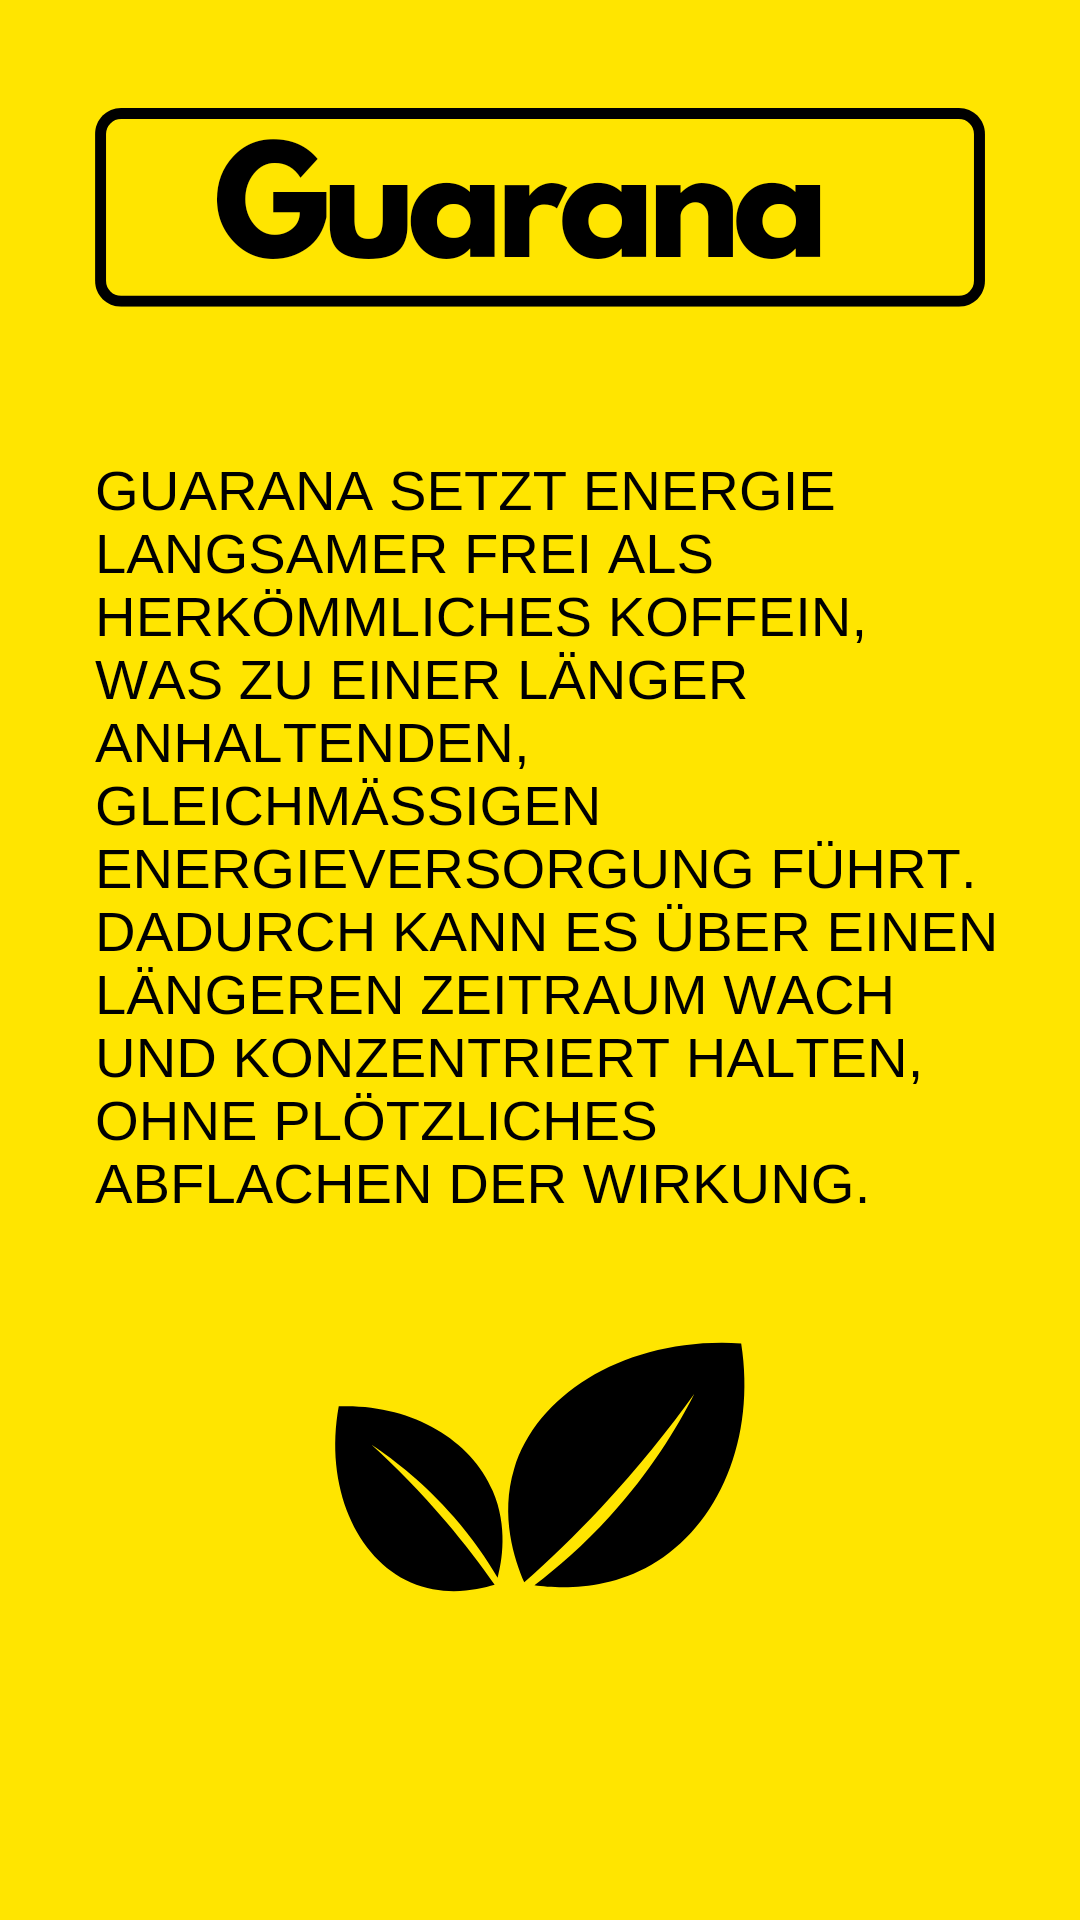 Guarana
GUARANA SETZT ENERGIE
LANGSAMER FREI ALS
HERKÖMMLICHES KOFFEIN,
WAS ZU EINER LÄNGER
ANHALTENDEN,
GLEICHMÄSSIGEN
ENERGIEVERSORGUNG FÜHRT.
DADURCH KANN ES ÜBER EINEN
LÄNGEREN ZEITRAUM WACH
UND KONZENTRIERT HALTEN,
OHNE PLÖTZLICHES
ABFLACHEN DER WIRKUNG.